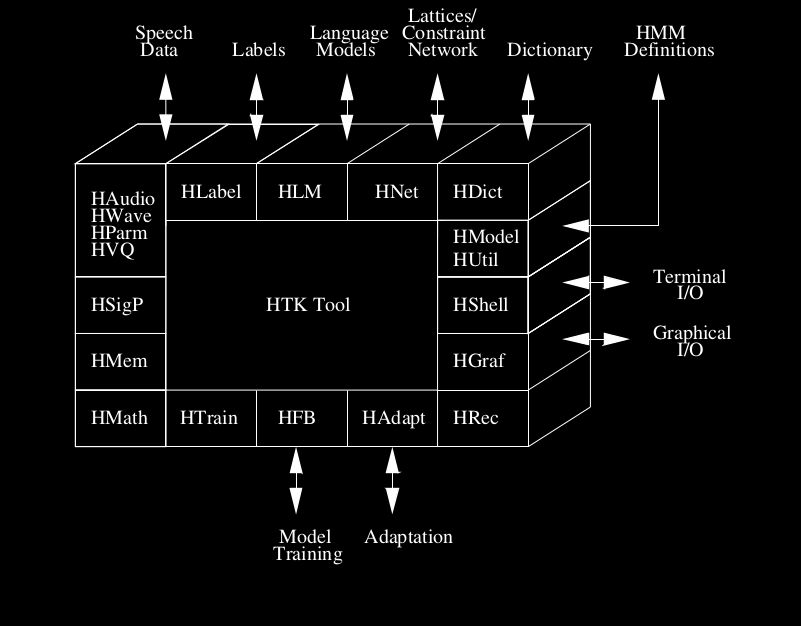 Speech
Data
Labels
Language
Models
Lattices/
Constraint
Network
Dictionary
HMM
Definitions
HAudio
HWave
HParm
HVQ
HLabel
HLM
HNet
HDict
HModel
HUtil
HSigP
HTK Tool
HShell
Terminal
I/O
HMem
HGraf
Graphical
I/O
HMath
HTrain
HFB
HAdapt
HRec
Model
Training
Adaptation